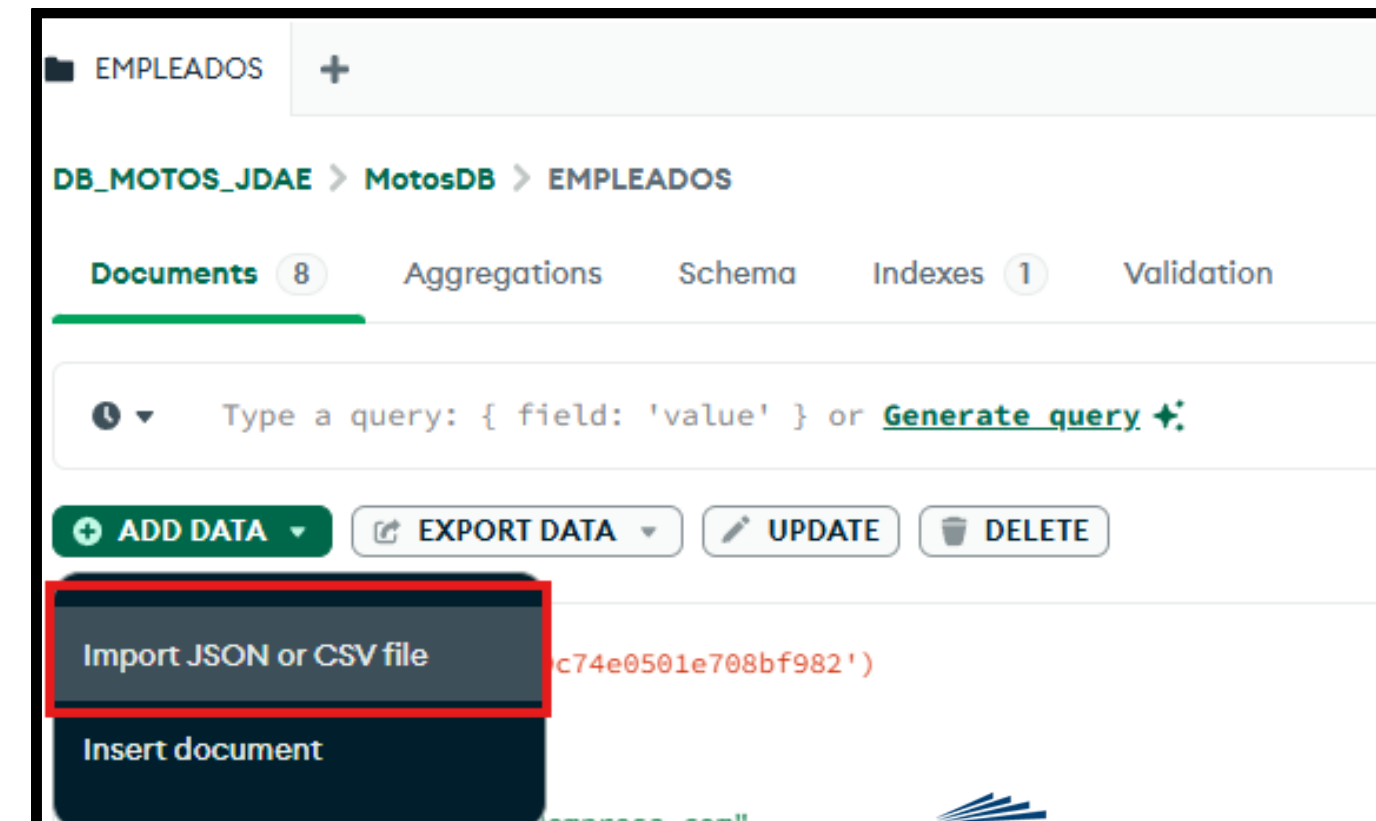 EMPLEADOS +
DB_MOTOS_JDAE > MotosDB > EMPLEADOS
Documents 8 Aggregations Schema Indexes 1 Validation
Type a query: { field: 'value' } or Generate query
ADD DATA EXPORT DATA UPDATE DELETE
Import JSON or CSV file
c74e0501e708bf982')
Insert document